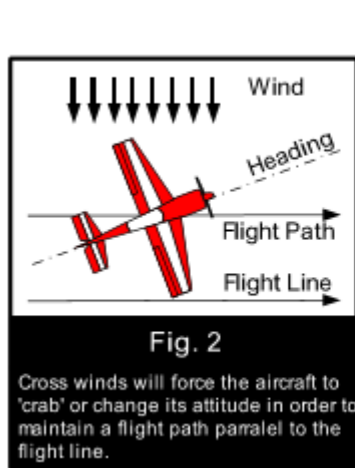 Wind
Heading
Flight Path
Flight Line
Fig. 2
Cross winds will force the aircraft to
'crab' or change its attitude in order to
maintain a flight path parralel to the
flight line.